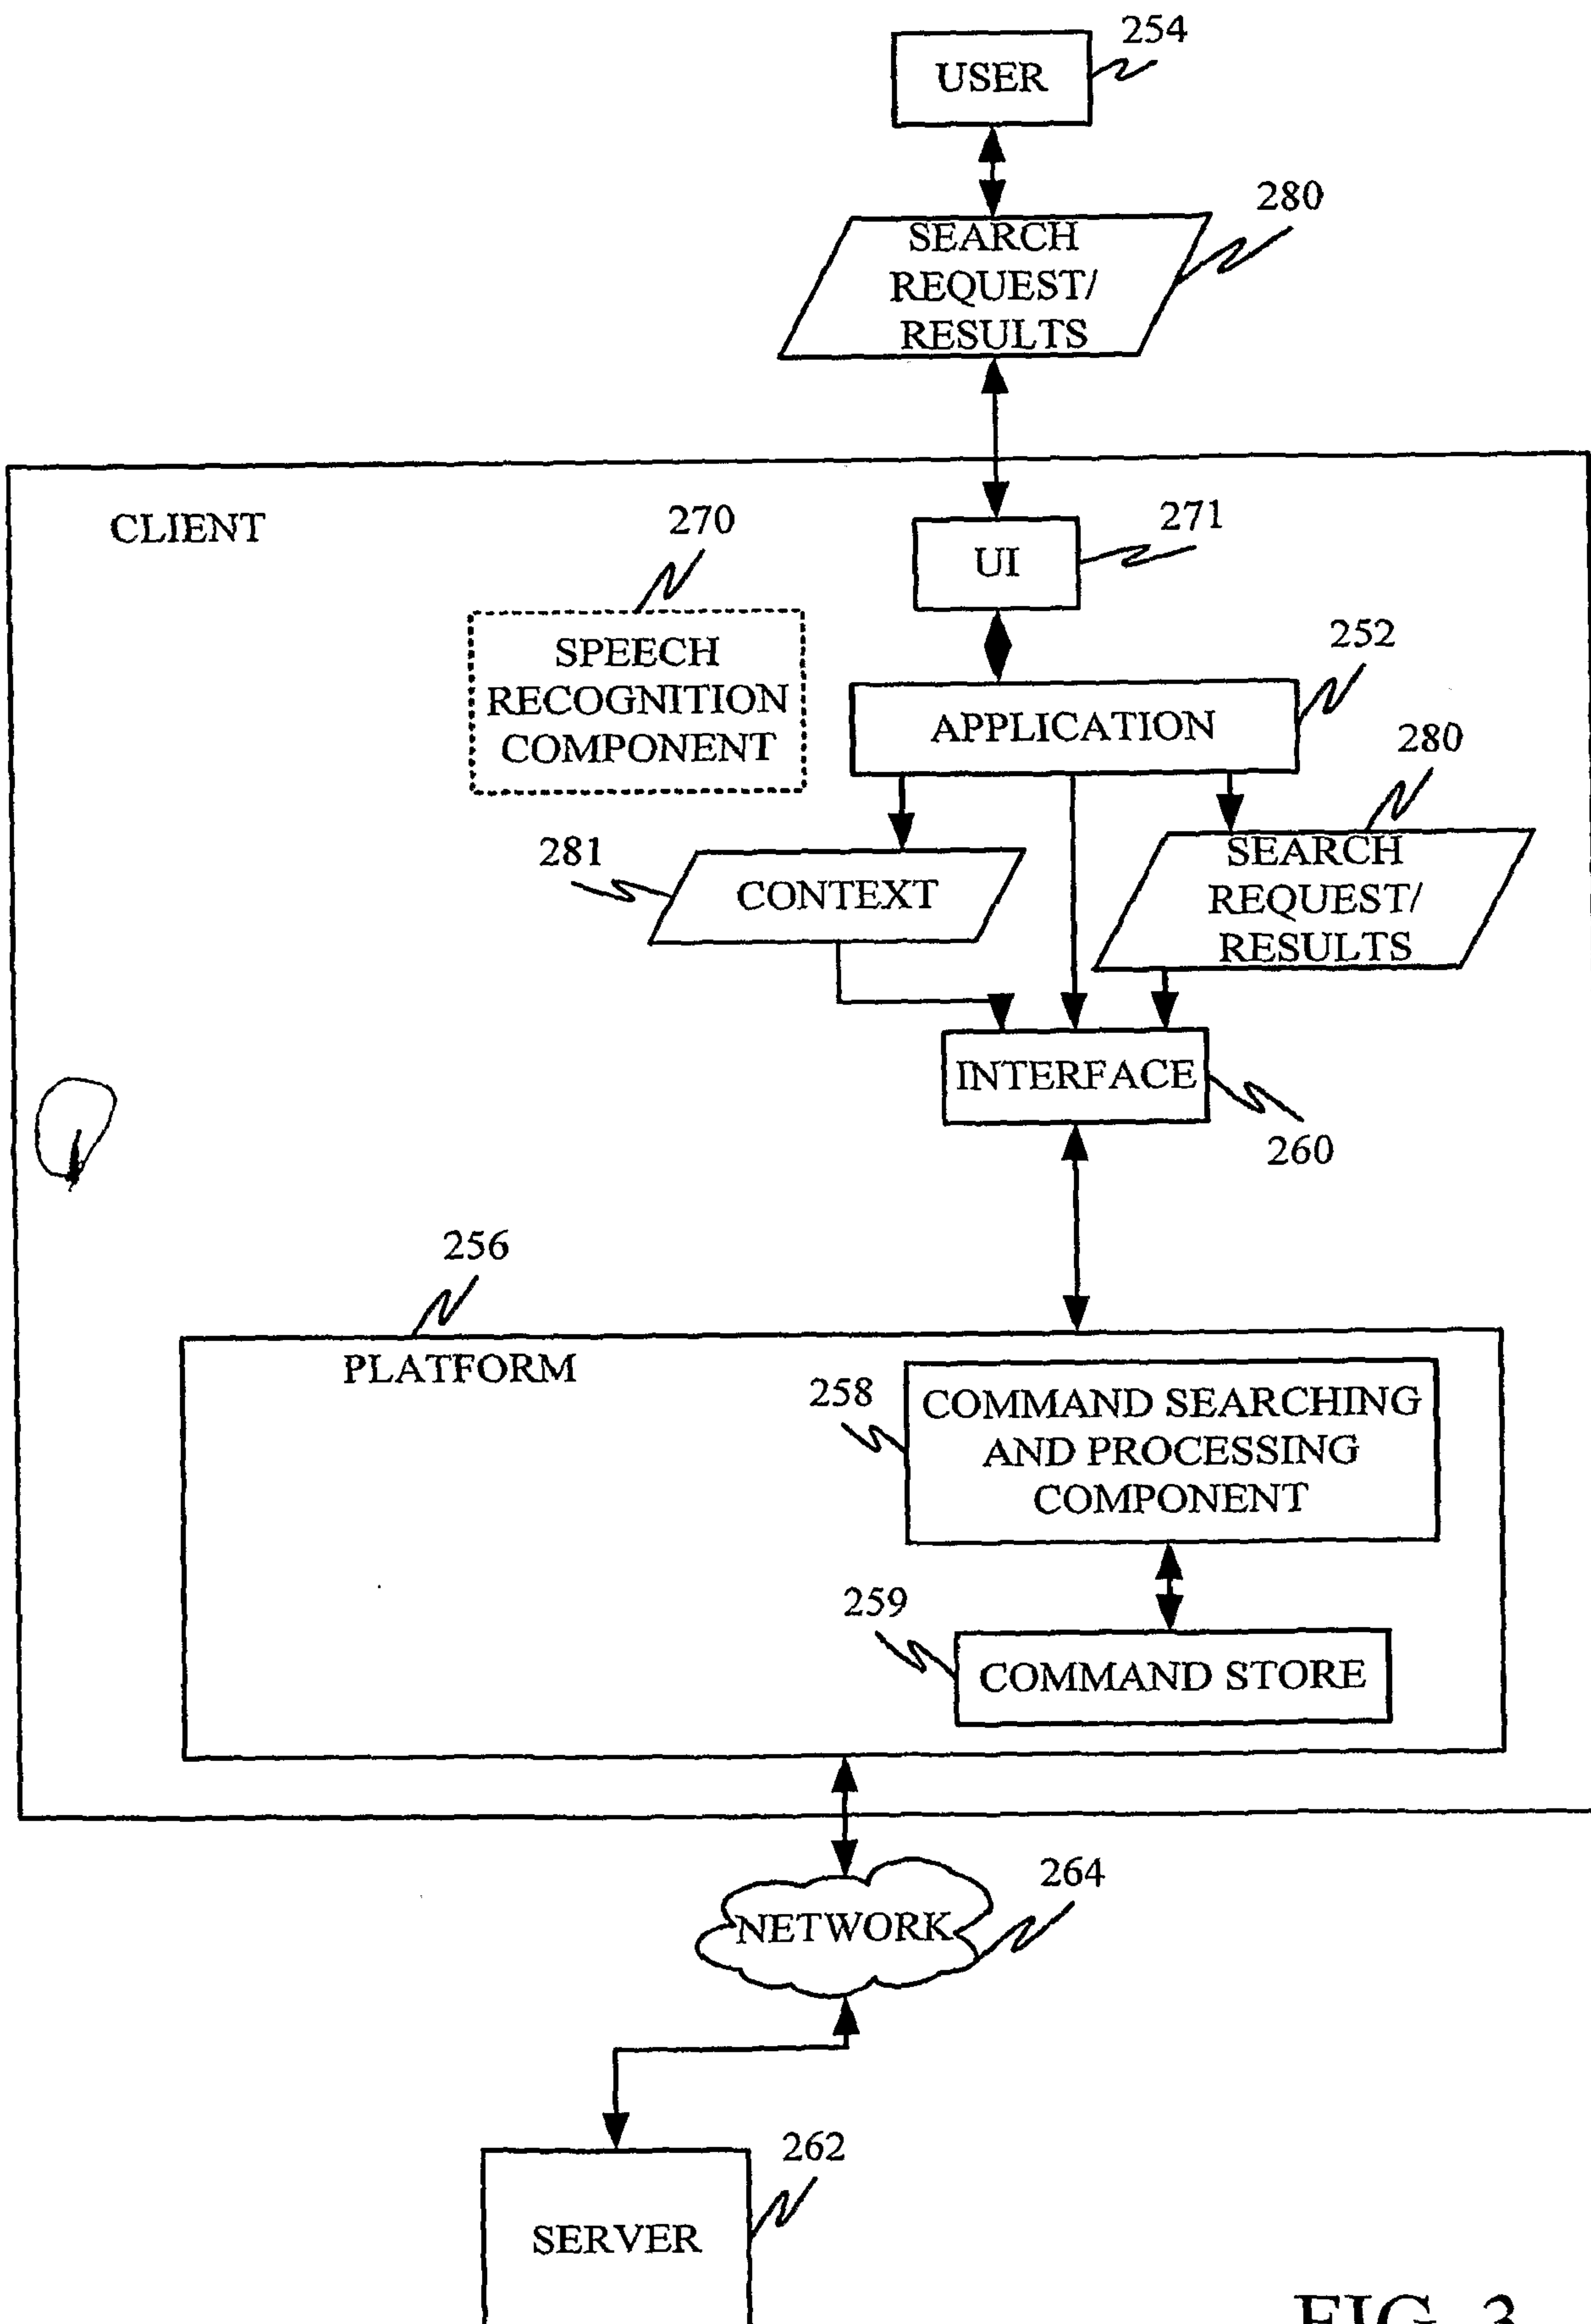 254
USER
280
SEARCH
REQUEST/
RESULTS
CLIENT
270
271
UI
SPEECH
RECOGNITION
COMPONENT
252
APPLICATION
280
281
CONTEXT
SEARCH
REQUEST/
RESULTS
INTERFACE
260
256
PLATFORM
258
COMMAND SEARCHING
AND PROCESSING
COMPONENT
259
COMMAND STORE
264
NETWORK
262
SERVER
FIG. 3